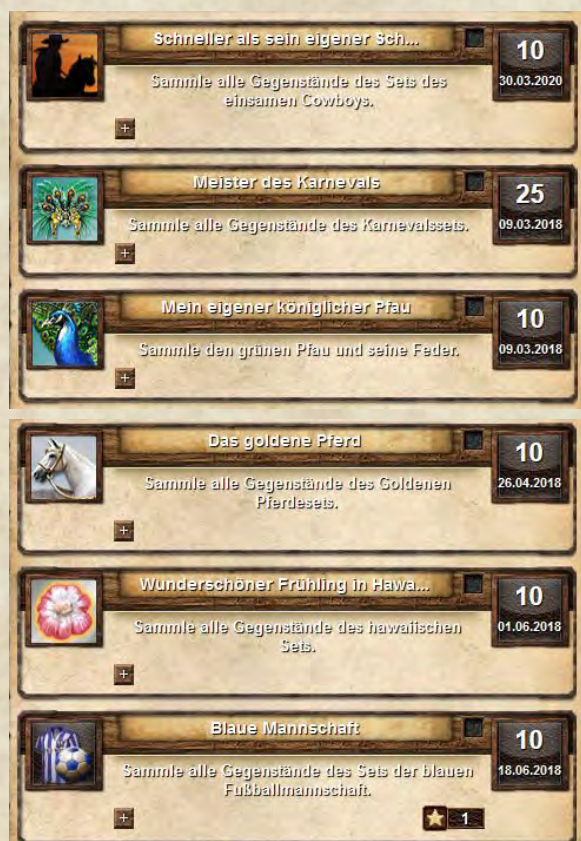 Schneller als sein eigener Sch...
10
30.03.2020
Sammle alle Gegenstände des Sets des
einsamen Cowboys.
+
Meister des Karnevals
25
09.03.2018
Sammle alle Gegenstände des Karnevalssets.
+
Mein eigener königlicher Pfau
10
09.03.2018
Sammle den grünen Pfau und seine Feder.
+
Das goldene Pferd
10
26.04.2018
Sammle alle Gegenstände des Goldenen
Pferdesets.
+
Wunderschöner Frühling in Hawa...
10
01.06.2018
Sammle alle Gegenstände des hawaiischen
Sets.
+
Blaue Mannschaft
10
18.06.2018
Sammle alle Gegenstände des Sets der blauen
Fußballmannschaft.
+
1